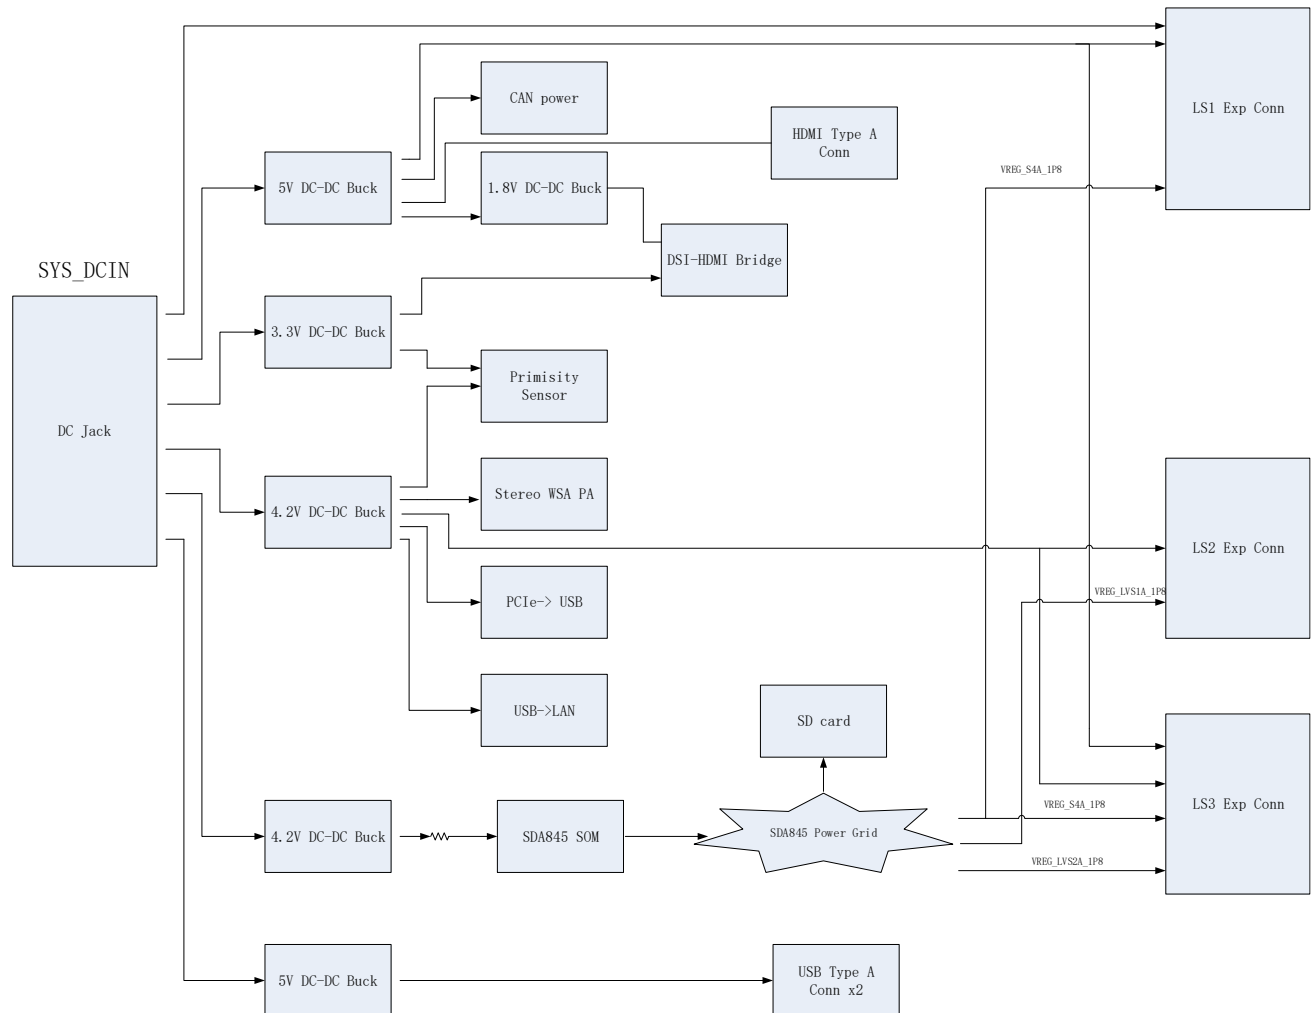 LS1 Exp Conn
CAN power
HDMI Type A
Conn
VREG_S4A_1P8
5V DC-DC Buck
1.8V DC-DC Buck
DSI-HDMI Bridge
SYS_DCIN
3.3V DC-DC Buck
Primisity
Sensor
DC Jack
Stereo WSA PA
4.2V DC-DC Buck
LS2 Exp Conn
VREG_LVS1A_1P8
PCIe-> USB
USB->LAN
SD card
VREG_S4A_1P8
LS3 Exp Conn
4.2V DC-DC Buck
SDA845 SOM
SDA845 Power Grid
VREG_LVS2A_1P8
5V DC-DC Buck
USB Type A
Conn x2